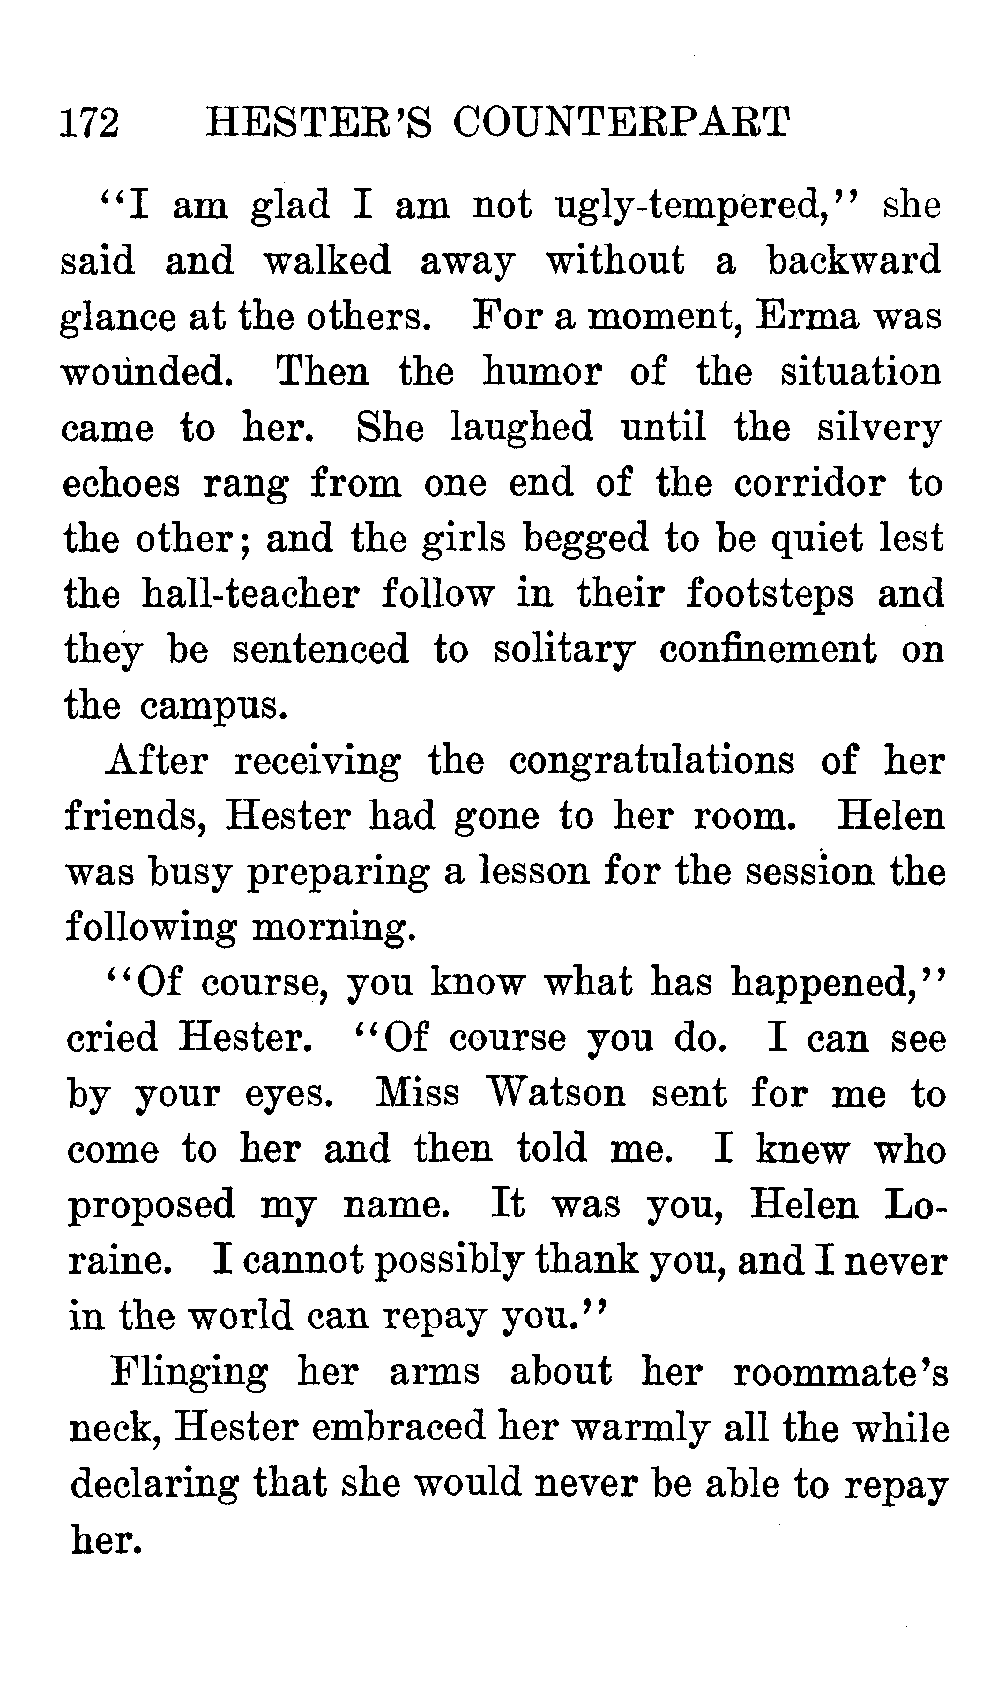 172 HESTER'S COUNTERPART
"I am glad I am not ugly-tempered," she
said and walked away without a backward
glance at the others. For a moment, Erma was
wounded. Then the humor of the situation
came to her. She laughed until the silvery
echoes rang from one end of the corridor to
the other; and the girls begged to be quiet lest
the hall-teacher follow in their footsteps and
they be sentenced to solitary confinement on
the campus.
After receiving the congratulations of her
friends, Hester had gone to her room. Helen
was busy preparing a lesson for the session the
following morning.
"Of course, you know what has happened,"
cried Hester. "Of course you do. I can see
by your eyes. Miss Watson sent for me to
come to her and then told me. I knew who
proposed my name. It was you, Helen Lo-
raine. I cannot possibly thank you, and I never
in the world can repay you."
Flinging her arms about her roommate's
neck, Hester embraced her warmly all the while
declaring that she would never be able to repay
her.